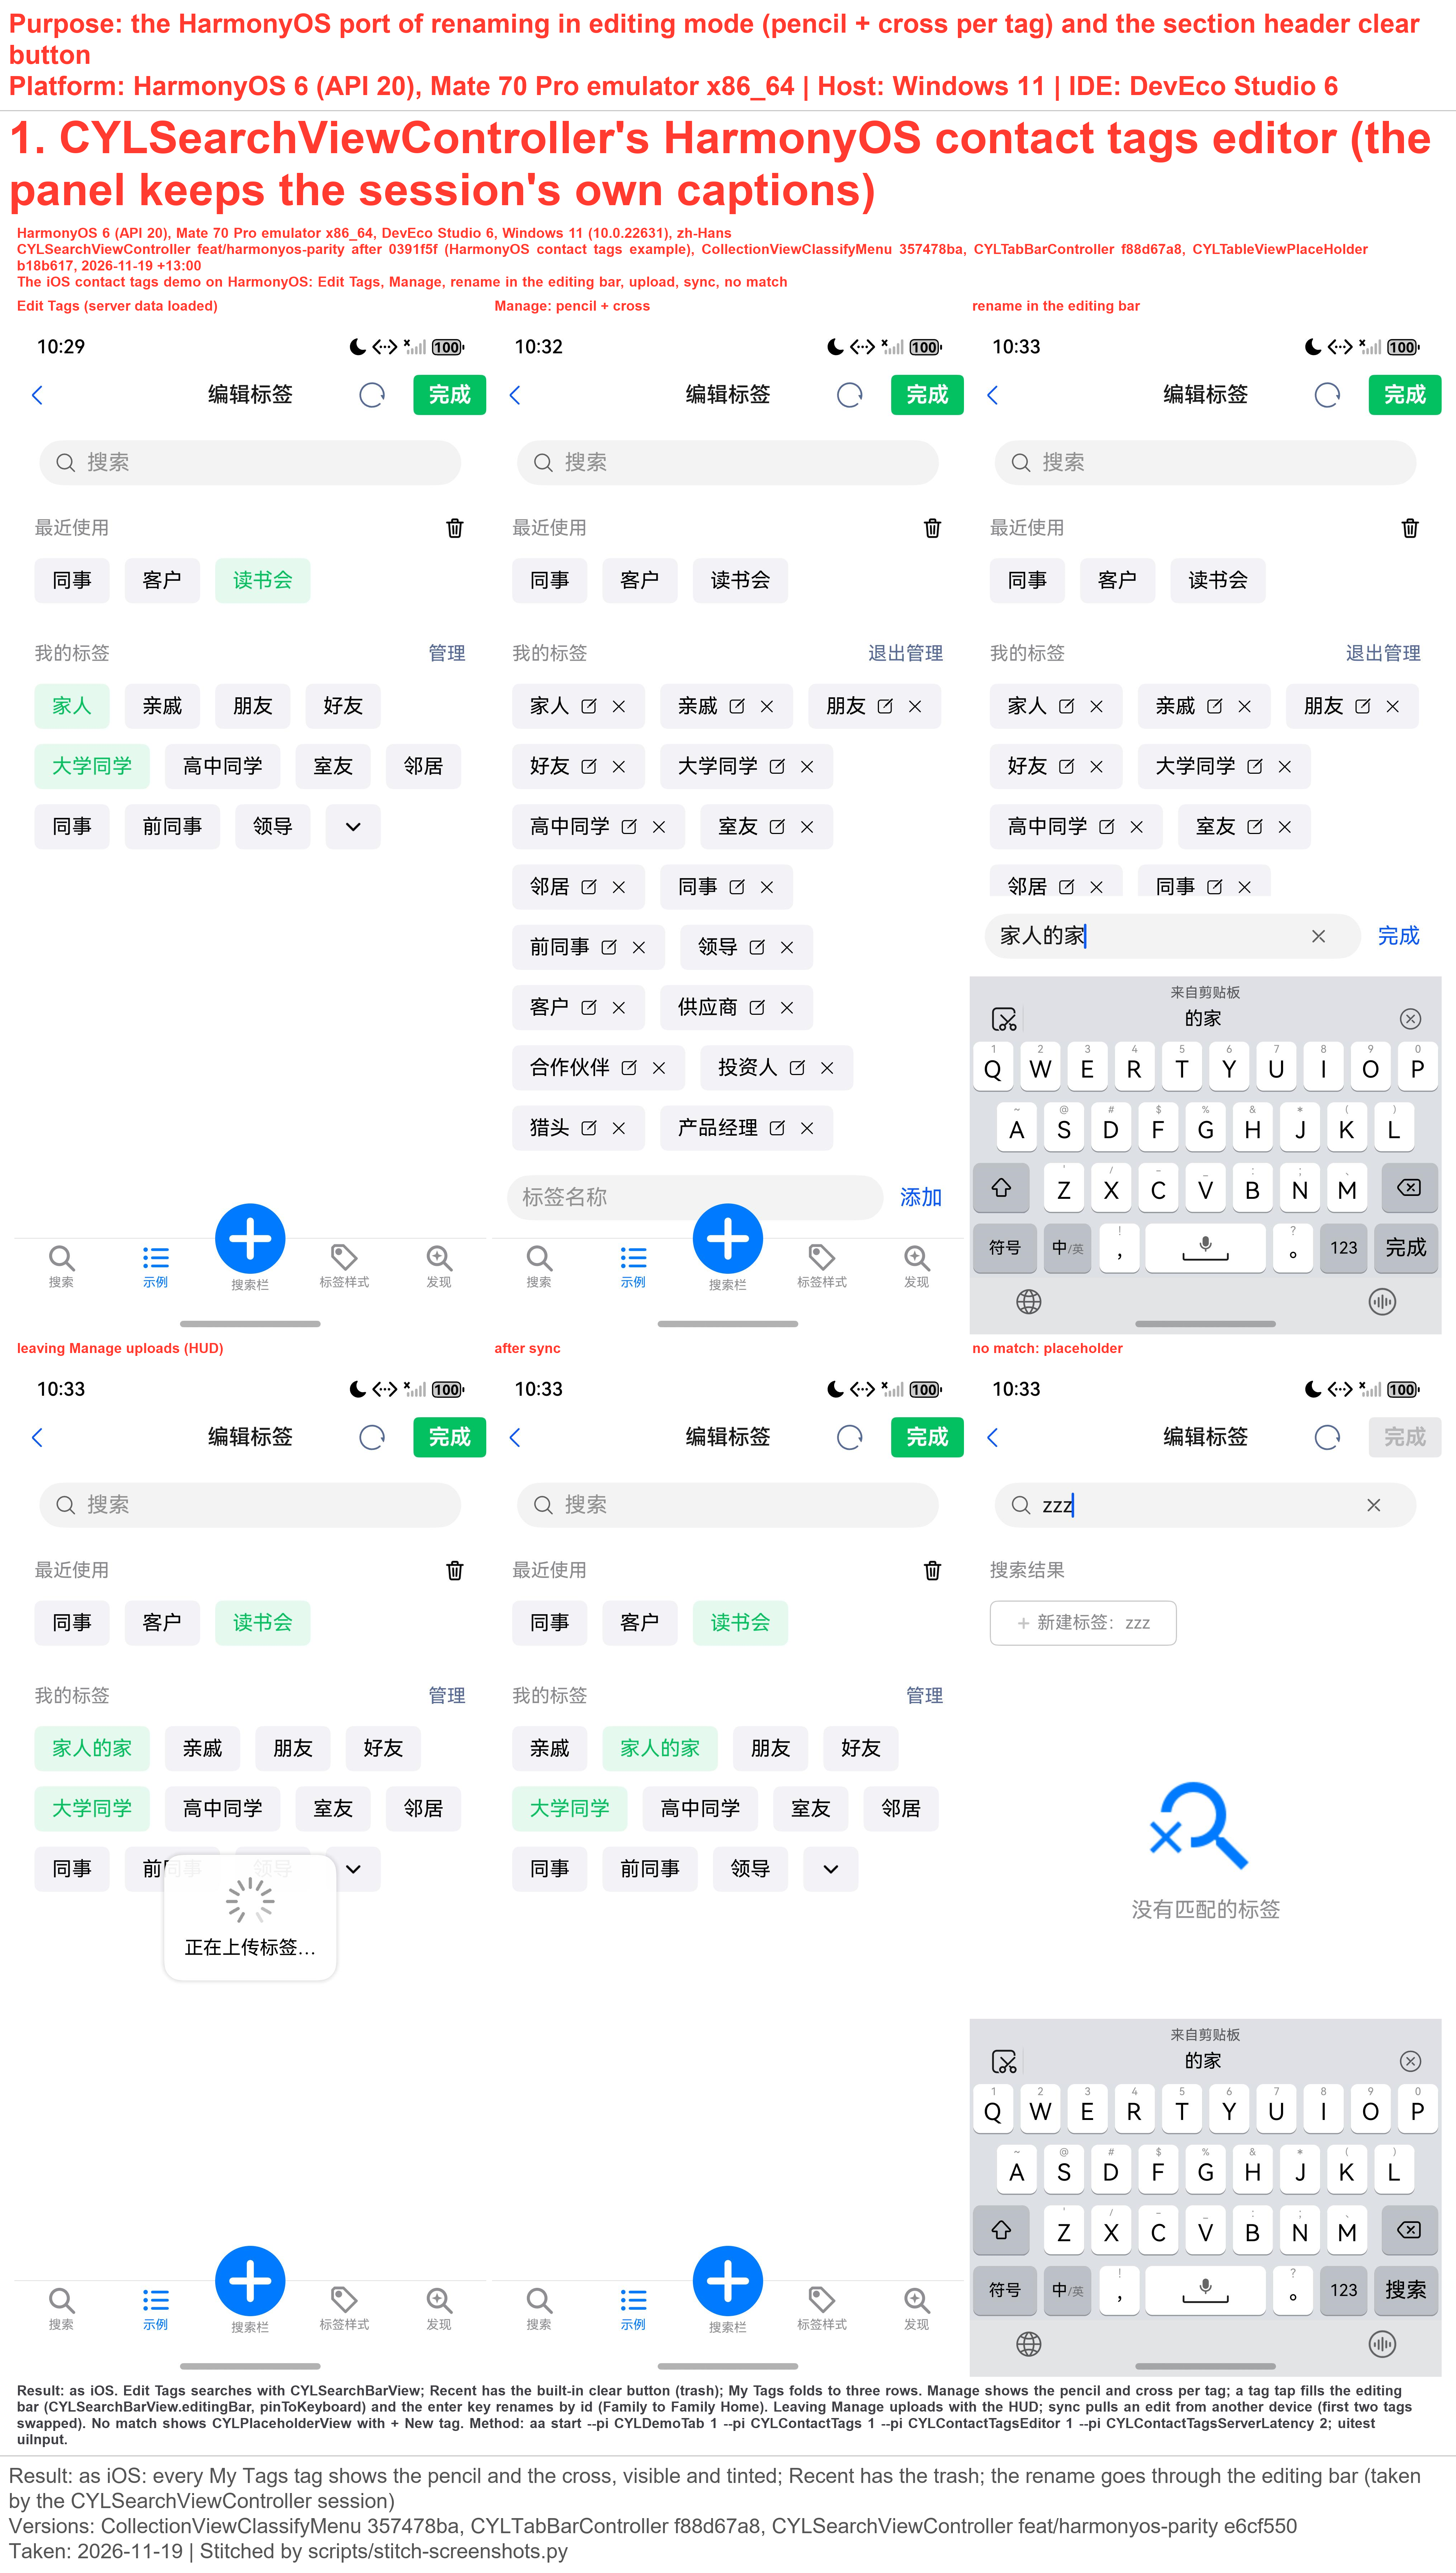 Purpose: the HarmonyOS port of renaming in editing mode (pencil + cross per tag) and the section header clear
button
Platform: HarmonyOS 6 (API 20), Mate 70 Pro emulator x86_64 | Host: Windows 11 | IDE: DevEco Studio 6
1. CYLSearchViewController's HarmonyOS contact tags editor (the
panel keeps the session's own captions)
HarmonyOS 6 (API 20), Mate 70 Pro emulator x86_64, DevEco Studio 6, Windows 11 (10.0.22631), zh-Hans
CYLSearchViewController feat/harmonyos-parity after 0391f5f (HarmonyOS contact tags example), CollectionViewClassifyMenu 357478ba, CYLTabBarController f88d67a8, CYLTableViewPlaceHolder
b18b617, 2026-11-19 +13:00
The iOS contact tags demo on HarmonyOS: Edit Tags, Manage, rename in the editing bar, upload, sync, no match
Edit Tags (server data loaded)
10:29
100
编辑标签
完成
搜索
最近使用
同事 客户 读书会
我的标签 管理
家人 亲戚 朋友 好友
大学同学 高中同学 室友 邻居
同事 前同事 领导
搜索 示例 搜索栏 标签样式 发现
Manage: pencil + cross
10:32
100
编辑标签
完成
搜索
最近使用
同事 客户 读书会
我的标签 退出管理
家人 亲戚 朋友
好友 大学同学
高中同学 室友
邻居 同事
前同事 领导
客户 供应商
合作伙伴 投资人
猎头 产品经理
标签名称 添加
搜索 示例 搜索栏 标签样式 发现
rename in the editing bar
10:33
100
编辑标签
完成
搜索
最近使用
同事 客户 读书会
我的标签 退出管理
家人 亲戚 朋友
好友 大学同学
高中同学 室友
邻居 同事
家人的家 完成
来自剪贴板
的家
1 2 3 4 5 6 7 8 9 0
Q W E R T Y U I O P
~ @ # $ % & * ( )
A S D F G H J K L
' / - _ : ; 、
Z X C V B N M
! ?
符号 中/英 , 。 123 完成
leaving Manage uploads (HUD)
10:33
100
编辑标签
完成
搜索
最近使用
同事 客户 读书会
我的标签 管理
家人的家 亲戚 朋友 好友
大学同学 高中同学 室友 邻居
同事 前同事 领导
正在上传标签...
搜索 示例 搜索栏 标签样式 发现
after sync
10:33
100
编辑标签
完成
搜索
最近使用
同事 客户 读书会
我的标签 管理
亲戚 家人的家 朋友 好友
大学同学 高中同学 室友 邻居
同事 前同事 领导
搜索 示例 搜索栏 标签样式 发现
no match: placeholder
10:33
100
编辑标签
完成
zzz
搜索结果
+ 新建标签：zzz
没有匹配的标签
来自剪贴板
的家
1 2 3 4 5 6 7 8 9 0
Q W E R T Y U I O P
~ @ # $ % & * ( )
A S D F G H J K L
' / - _ : ; 、
Z X C V B N M
! ?
符号 中/英 , 。 123 搜索
Result: as iOS. Edit Tags searches with CYLSearchBarView; Recent has the built-in clear button (trash); My Tags folds to three rows. Manage shows the pencil and cross per tag; a tag tap fills the editing
bar (CYLSearchBarView.editingBar, pinToKeyboard) and the enter key renames by id (Family to Family Home). Leaving Manage uploads with the HUD; sync pulls an edit from another device (first two tags
swapped). No match shows CYLPlaceholderView with + New tag. Method: aa start --pi CYLDemoTab 1 --pi CYLContactTags 1 --pi CYLContactTagsEditor 1 --pi CYLContactTagsServerLatency 2; uitest
uiInput.
Result: as iOS: every My Tags tag shows the pencil and the cross, visible and tinted; Recent has the trash; the rename goes through the editing bar (taken
by the CYLSearchViewController session)
Versions: CollectionViewClassifyMenu 357478ba, CYLTabBarController f88d67a8, CYLSearchViewController feat/harmonyos-parity e6cf550
Taken: 2026-11-19 | Stitched by scripts/stitch-screenshots.py